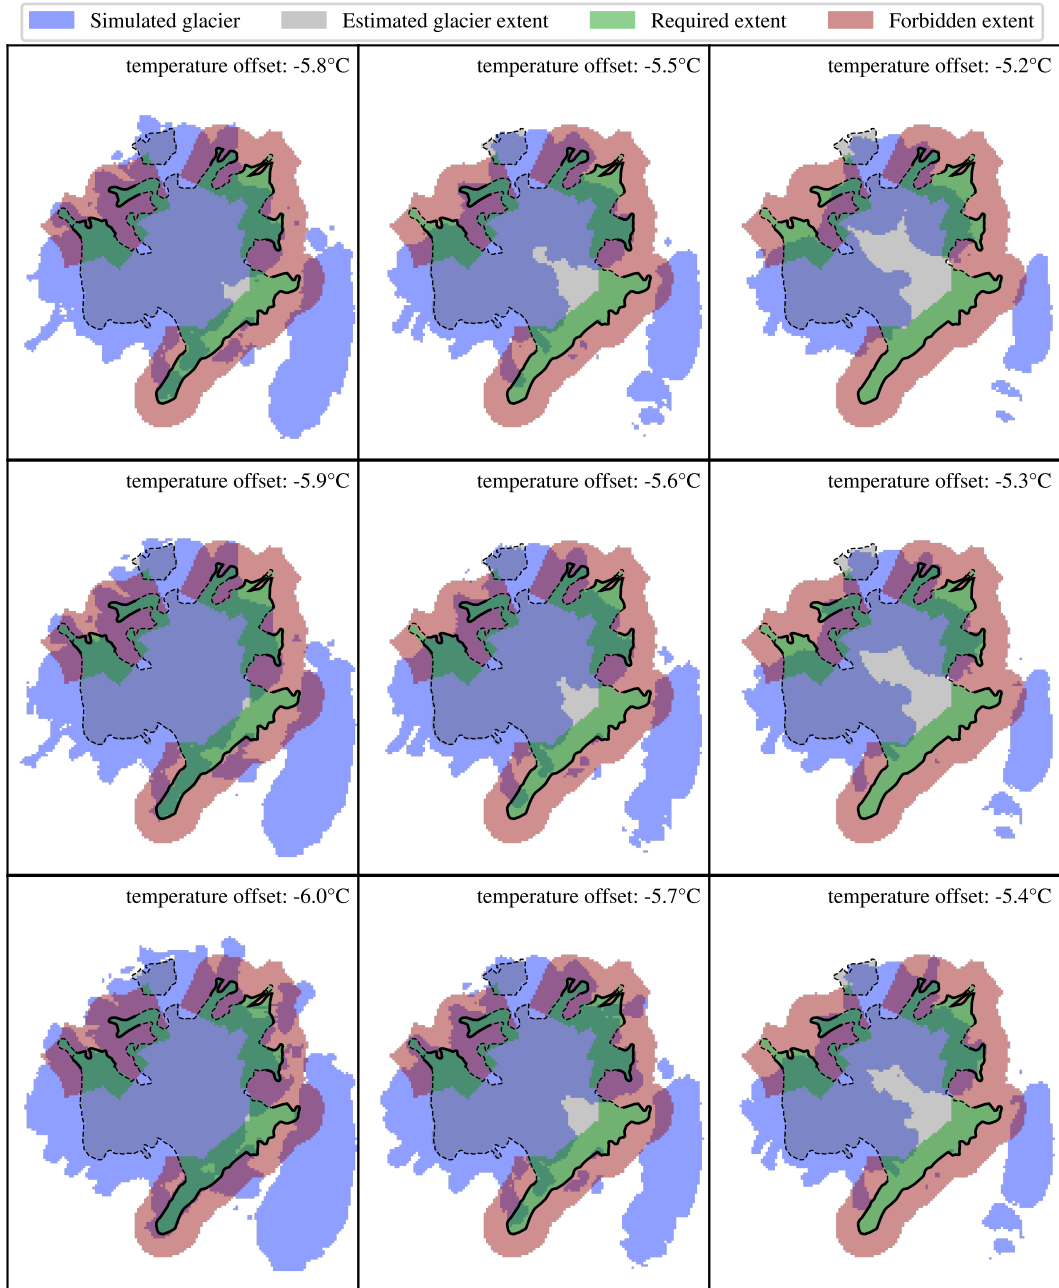 Simulated glacier Estimated glacier extent Required extent Forbidden extent
temperature offset: -5.8°C temperature offset: -5.5°C temperature offset: -5.2°C
temperature offset: -5.9°C temperature offset: -5.6°C temperature offset: -5.3°C
temperature offset: -6.0°C temperature offset: -5.7°C temperature offset: -5.4°C